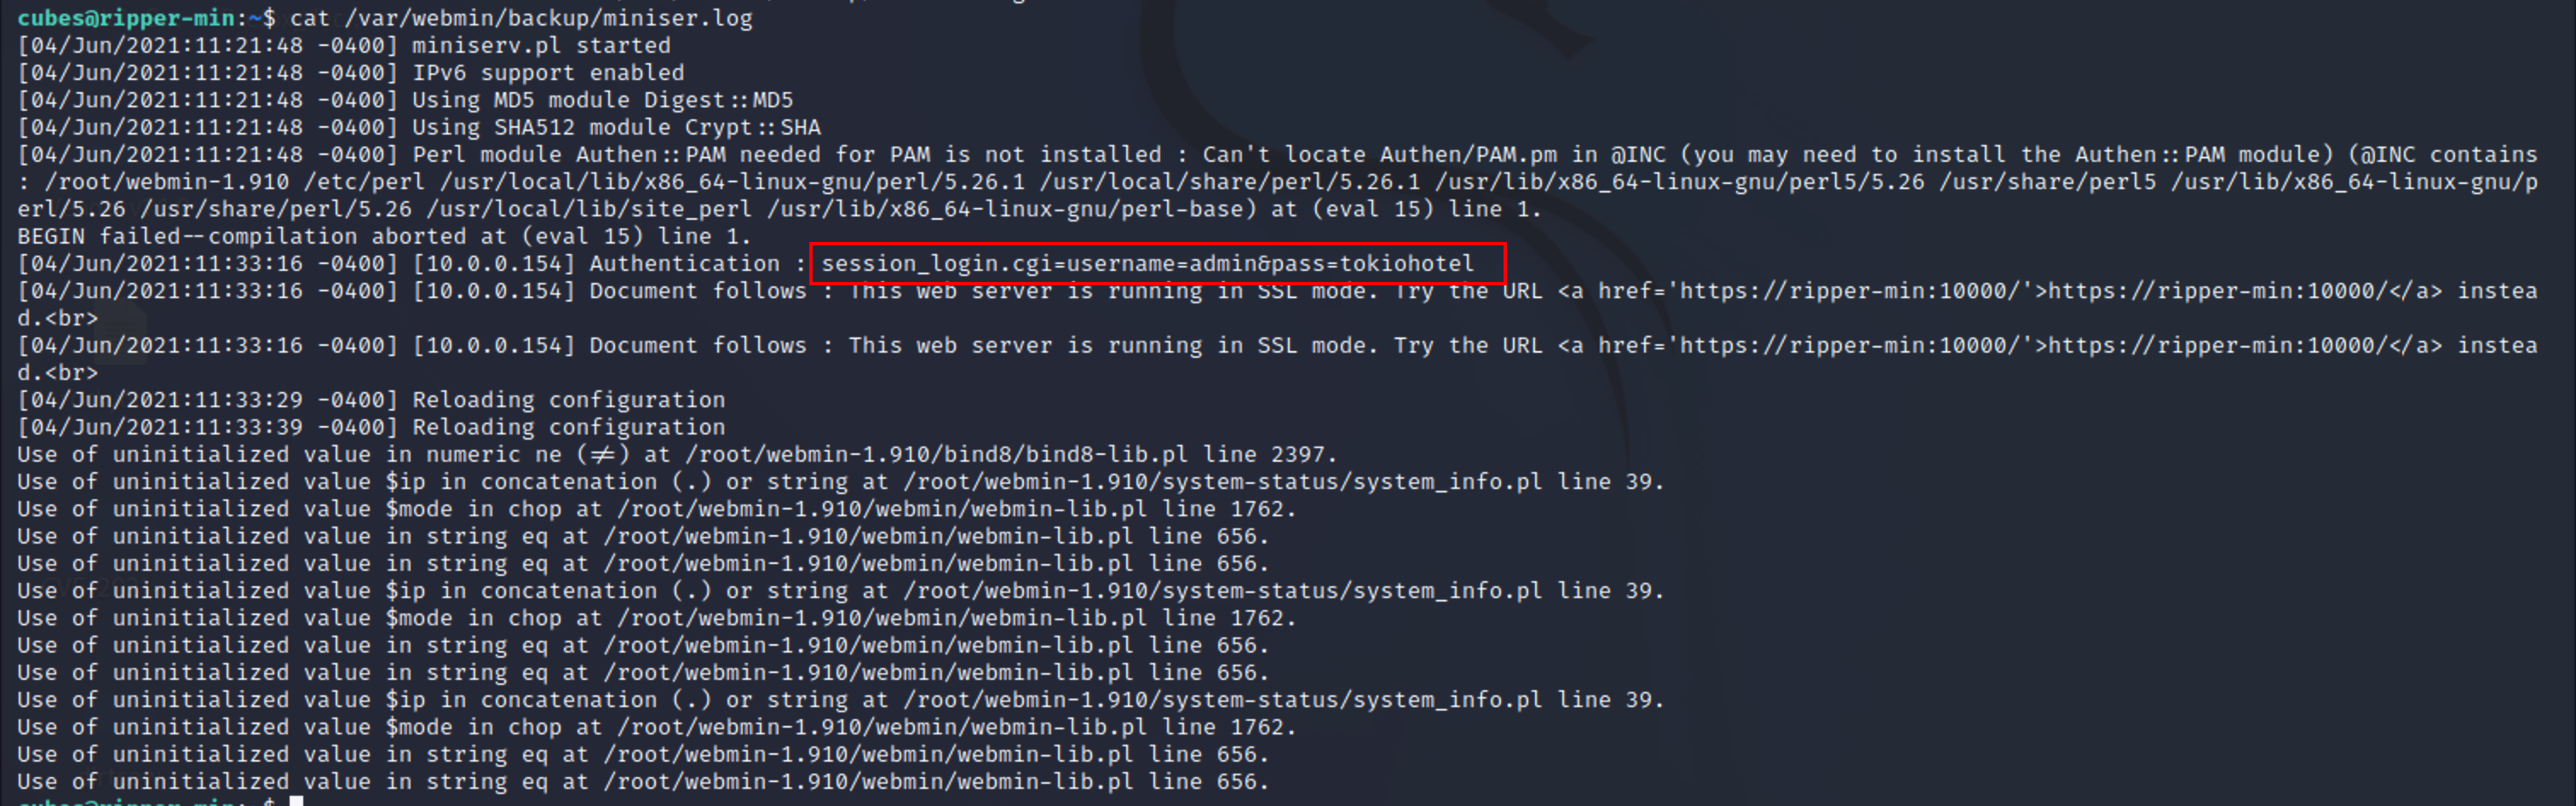 cubes@ripper-min:~$ cat /var/webmin/backup/miniser.log
[04/Jun/2021:11:21:48 -0400] miniserv.pl started
[04/Jun/2021:11:21:48 -0400] IPv6 support enabled
[04/Jun/2021:11:21:48 -0400] Using MD5 module Digest::MD5
[04/Jun/2021:11:21:48 -0400] Using SHA512 module Crypt::SHA
[04/Jun/2021:11:21:48 -0400] Perl module Authen::PAM needed for PAM is not installed : Can't locate Authen/PAM.pm in @INC (you may need to install the Authen::PAM module) (@INC contains
: /root/webmin-1.910 /etc/perl /usr/local/lib/x86_64-linux-gnu/perl/5.26.1 /usr/local/share/perl/5.26.1 /usr/lib/x86_64-linux-gnu/perl5/5.26 /usr/share/perl5 /usr/lib/x86_64-linux-gnu/p
erl/5.26 /usr/share/perl/5.26 /usr/local/lib/site_perl /usr/lib/x86_64-linux-gnu/perl-base) at (eval 15) line 1.
BEGIN failed--compilation aborted at (eval 15) line 1.
[04/Jun/2021:11:33:16 -0400] [10.0.0.154] Authentication : session_login.cgi=username=admin&pass=tokiohotel
[04/Jun/2021:11:33:16 -0400] [10.0.0.154] Document follows : This web server is running in SSL mode. Try the URL <a href='https://ripper-min:10000/'>https://ripper-min:10000/</a> instea
d.<br>
[04/Jun/2021:11:33:16 -0400] [10.0.0.154] Document follows : This web server is running in SSL mode. Try the URL <a href='https://ripper-min:10000/'>https://ripper-min:10000/</a> instea
d.<br>
[04/Jun/2021:11:33:29 -0400] Reloading configuration
[04/Jun/2021:11:33:39 -0400] Reloading configuration
Use of uninitialized value in numeric ne (≠) at /root/webmin-1.910/bind8/bind8-lib.pl line 2397.
Use of uninitialized value $ip in concatenation (.) or string at /root/webmin-1.910/system-status/system_info.pl line 39.
Use of uninitialized value $mode in chop at /root/webmin-1.910/webmin/webmin-lib.pl line 1762.
Use of uninitialized value in string eq at /root/webmin-1.910/webmin/webmin-lib.pl line 656.
Use of uninitialized value in string eq at /root/webmin-1.910/webmin/webmin-lib.pl line 656.
Use of uninitialized value $ip in concatenation (.) or string at /root/webmin-1.910/system-status/system_info.pl line 39.
Use of uninitialized value $mode in chop at /root/webmin-1.910/webmin/webmin-lib.pl line 1762.
Use of uninitialized value in string eq at /root/webmin-1.910/webmin/webmin-lib.pl line 656.
Use of uninitialized value in string eq at /root/webmin-1.910/webmin/webmin-lib.pl line 656.
Use of uninitialized value $ip in concatenation (.) or string at /root/webmin-1.910/system-status/system_info.pl line 39.
Use of uninitialized value $mode in chop at /root/webmin-1.910/webmin/webmin-lib.pl line 1762.
Use of uninitialized value in string eq at /root/webmin-1.910/webmin/webmin-lib.pl line 656.
Use of uninitialized value in string eq at /root/webmin-1.910/webmin/webmin-lib.pl line 656.
cubes@ripper-min:~$